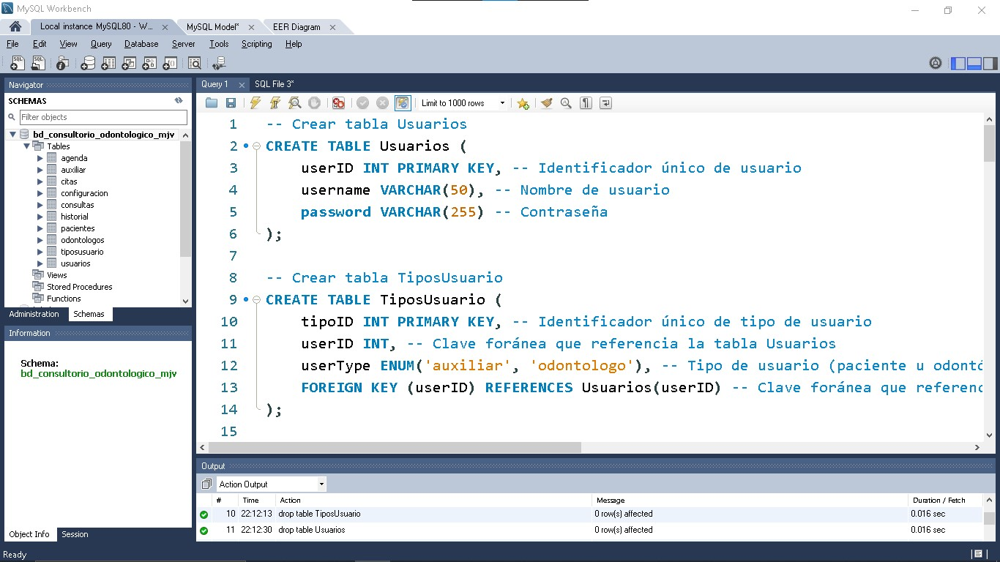 MySQL Workbench
Local instance MySQL80 - W... MySQL Model* EER Diagram
File Edit View Query Database Server Tools Scripting Help
Navigator
SCHEMAS
Filter objects
bd_consultorio_odontologico_mjv
Tables
agenda
auxiliar
citas
configuracion
consultas
historial
pacientes
odontologos
tiposusuario
usuarios
Views
Stored Procedures
Functions
Administration Schemas
Information
Schema:
bd_consultorio_odontologico_mjv
Object Info Session
Query 1 SQL File 3*
Limit to 1000 rows
1 -- Crear tabla Usuarios
2 CREATE TABLE Usuarios (
3 userID INT PRIMARY KEY, -- Identificador único de usuario
4 username VARCHAR(50), -- Nombre de usuario
5 password VARCHAR(255) -- Contraseña
6 );
7
8 -- Crear tabla TiposUsuario
9 CREATE TABLE TiposUsuario (
10 tipoID INT PRIMARY KEY, -- Identificador único de tipo de usuario
11 userID INT, -- Clave foránea que referencia la tabla Usuarios
12 userType ENUM('auxiliar', 'odontologo'), -- Tipo de usuario (paciente u odontó
13 FOREIGN KEY (userID) REFERENCES Usuarios(userID) -- Clave foránea que referenc
14 );
15
Output
Action Output
# Time Action Message Duration / Fetch
10 22:12:13 drop table TiposUsuario 0 row(s) affected 0.016 sec
11 22:12:30 drop table Usuarios 0 row(s) affected 0.016 sec
Ready